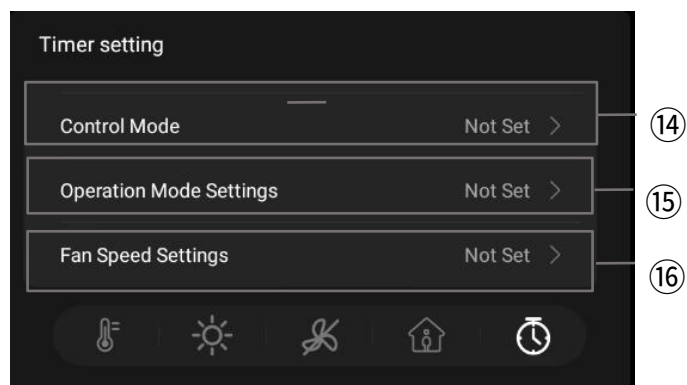 Timer setting
Control Mode Not Set >
⑭
Operation Mode Settings Not Set >
⑮
Fan Speed Settings Not Set >
⑯